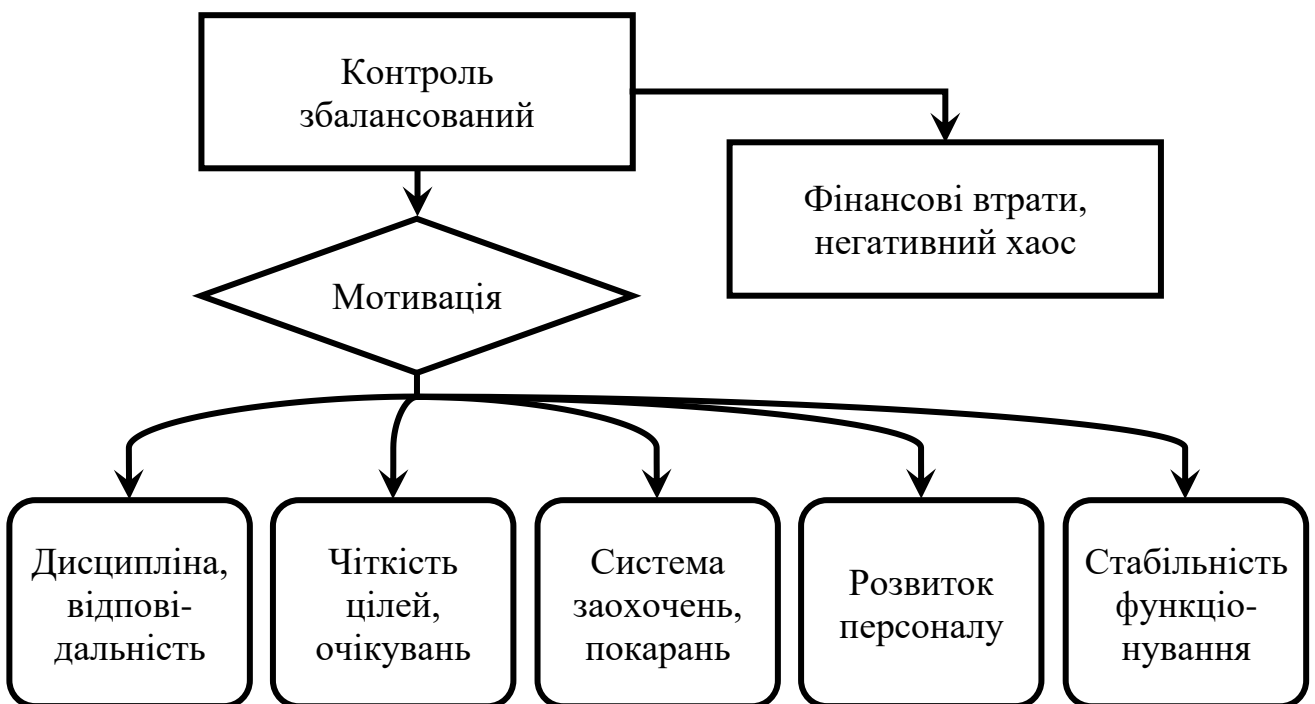 Контроль
збалансований
Фінансові втрати,
негативний хаос
Мотивація
Дисципліна,
відпові-
дальність
Чіткість
цілей,
очікувань
Система
заохочень,
покарань
Розвиток
персоналу
Стабільність
функціо-
нування